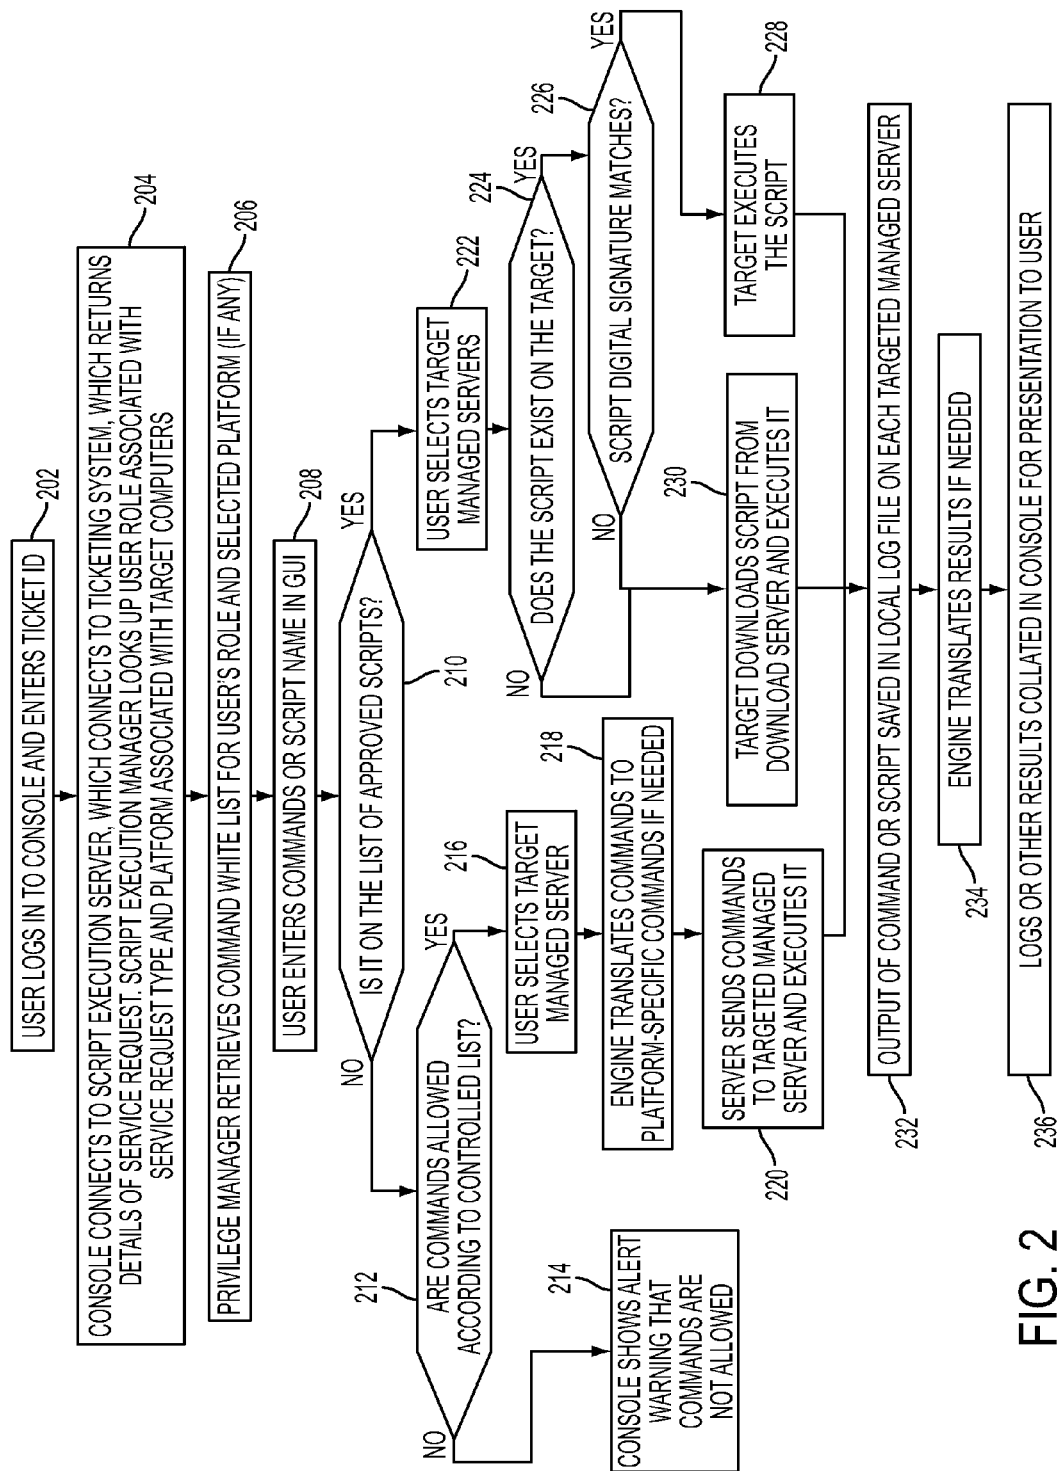 USER LOGS IN TO CONSOLE AND ENTERS TICKET ID
202
CONSOLE CONNECTS TO SCRIPT EXECUTION SERVER, WHICH CONNECTS TO TICKETING SYSTEM, WHICH RETURNS
DETAILS OF SERVICE REQUEST. SCRIPT EXECUTION MANAGER LOOKS UP USER ROLE ASSOCIATED WITH
SERVICE REQUEST TYPE AND PLATFORM ASSOCIATED WITH TARGET COMPUTERS
204
PRIVILEGE MANAGER RETRIEVES COMMAND WHITE LIST FOR USER'S ROLE AND SELECTED PLATFORM (IF ANY)
206
USER ENTERS COMMANDS OR SCRIPT NAME IN GUI
208
IS IT ON THE LIST OF APPROVED SCRIPTS?
210
NO
YES
212
ARE COMMANDS ALLOWED
ACCORDING TO CONTROLLED LIST?
NO
YES
214
CONSOLE SHOWS ALERT
WARNING THAT
COMMANDS ARE
NOT ALLOWED
216
USER SELECTS TARGET
MANAGED SERVER
218
ENGINE TRANSLATES COMMANDS TO
PLATFORM-SPECIFIC COMMANDS IF NEEDED
220
SERVER SENDS COMMANDS
TO TARGETED MANAGED
SERVER AND EXECUTES IT
222
USER SELECTS TARGET
MANAGED SERVERS
224
DOES THE SCRIPT EXIST ON THE TARGET?
NO
YES
226
SCRIPT DIGITAL SIGNATURE MATCHES?
NO
YES
228
TARGET EXECUTES
THE SCRIPT
230
TARGET DOWNLOADS SCRIPT FROM
DOWNLOAD SERVER AND EXECUTES IT
232
OUTPUT OF COMMAND OR SCRIPT SAVED IN LOCAL LOG FILE ON EACH TARGETED MANAGED SERVER
234
ENGINE TRANSLATES RESULTS IF NEEDED
236
LOGS OR OTHER RESULTS COLLATED IN CONSOLE FOR PRESENTATION TO USER
FIG. 2